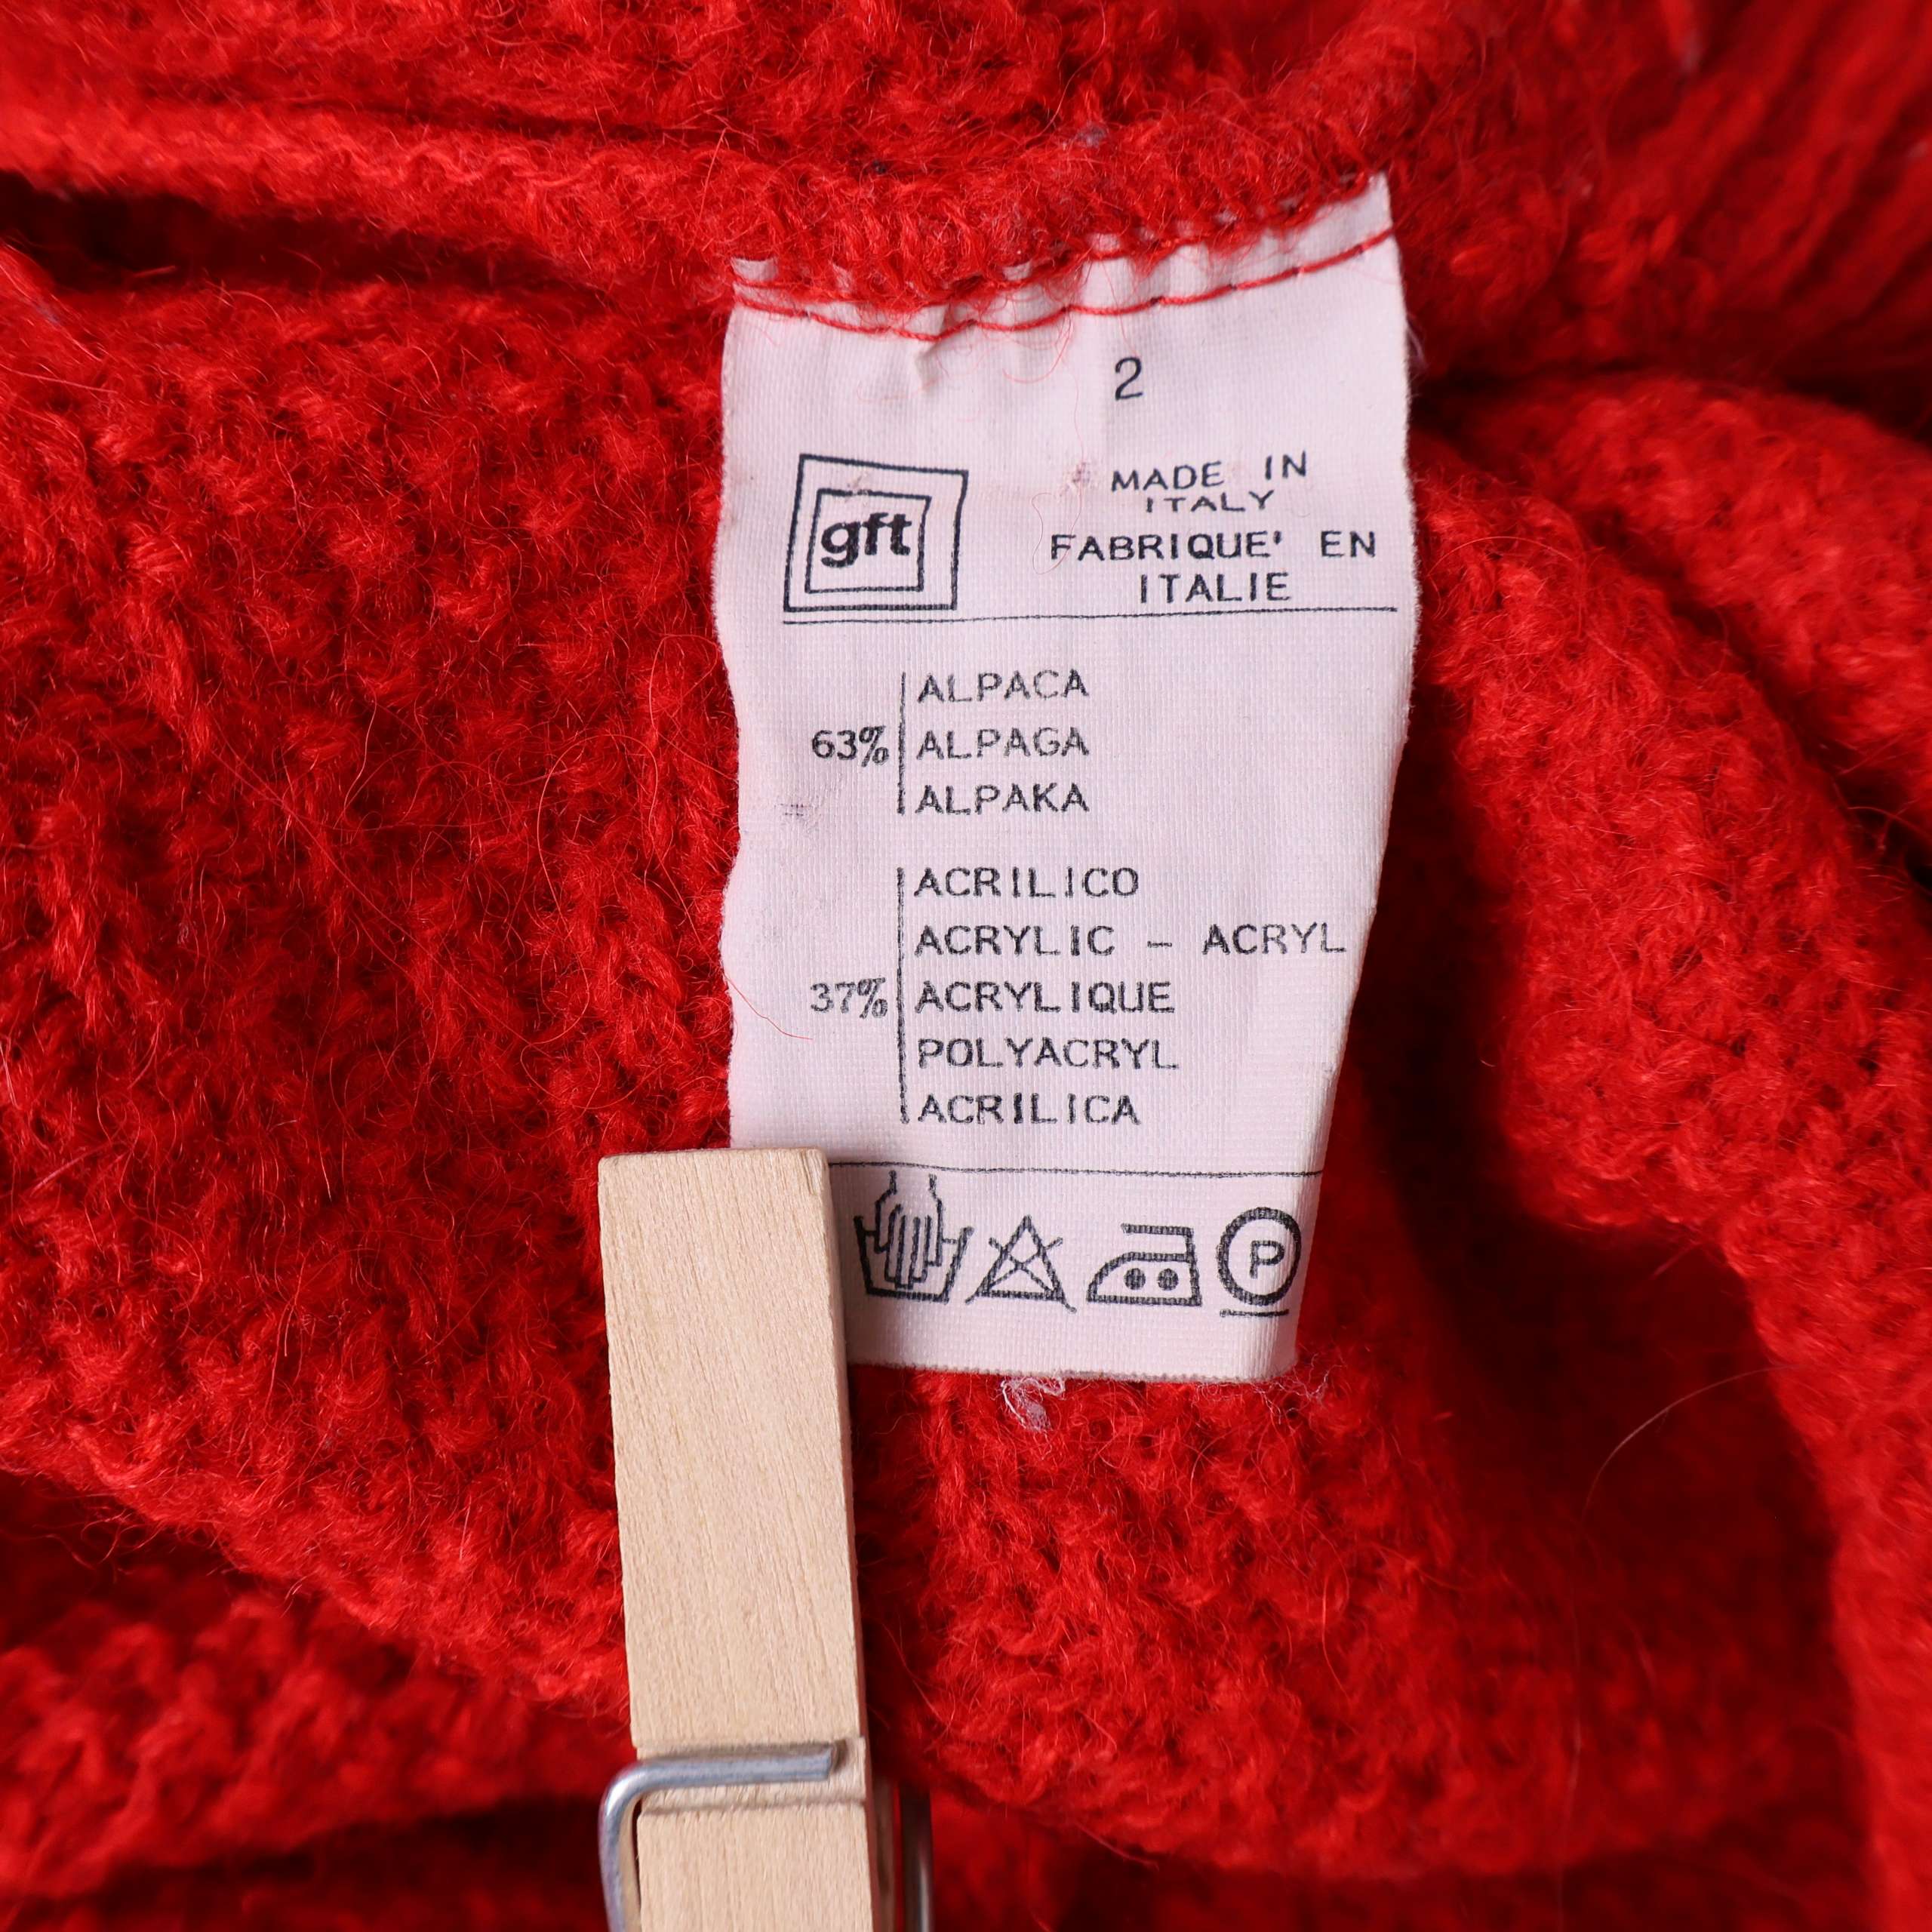 2
gft
MADE IN
ITALY
FABRIQUE' EN
ITALIE
63%
ALPACA
ALPAGA
ALPAKA
37%
ACRILICO
ACRYLIC - ACRYL
ACRYLIQUE
POLYACRYL
ACRILICA
P